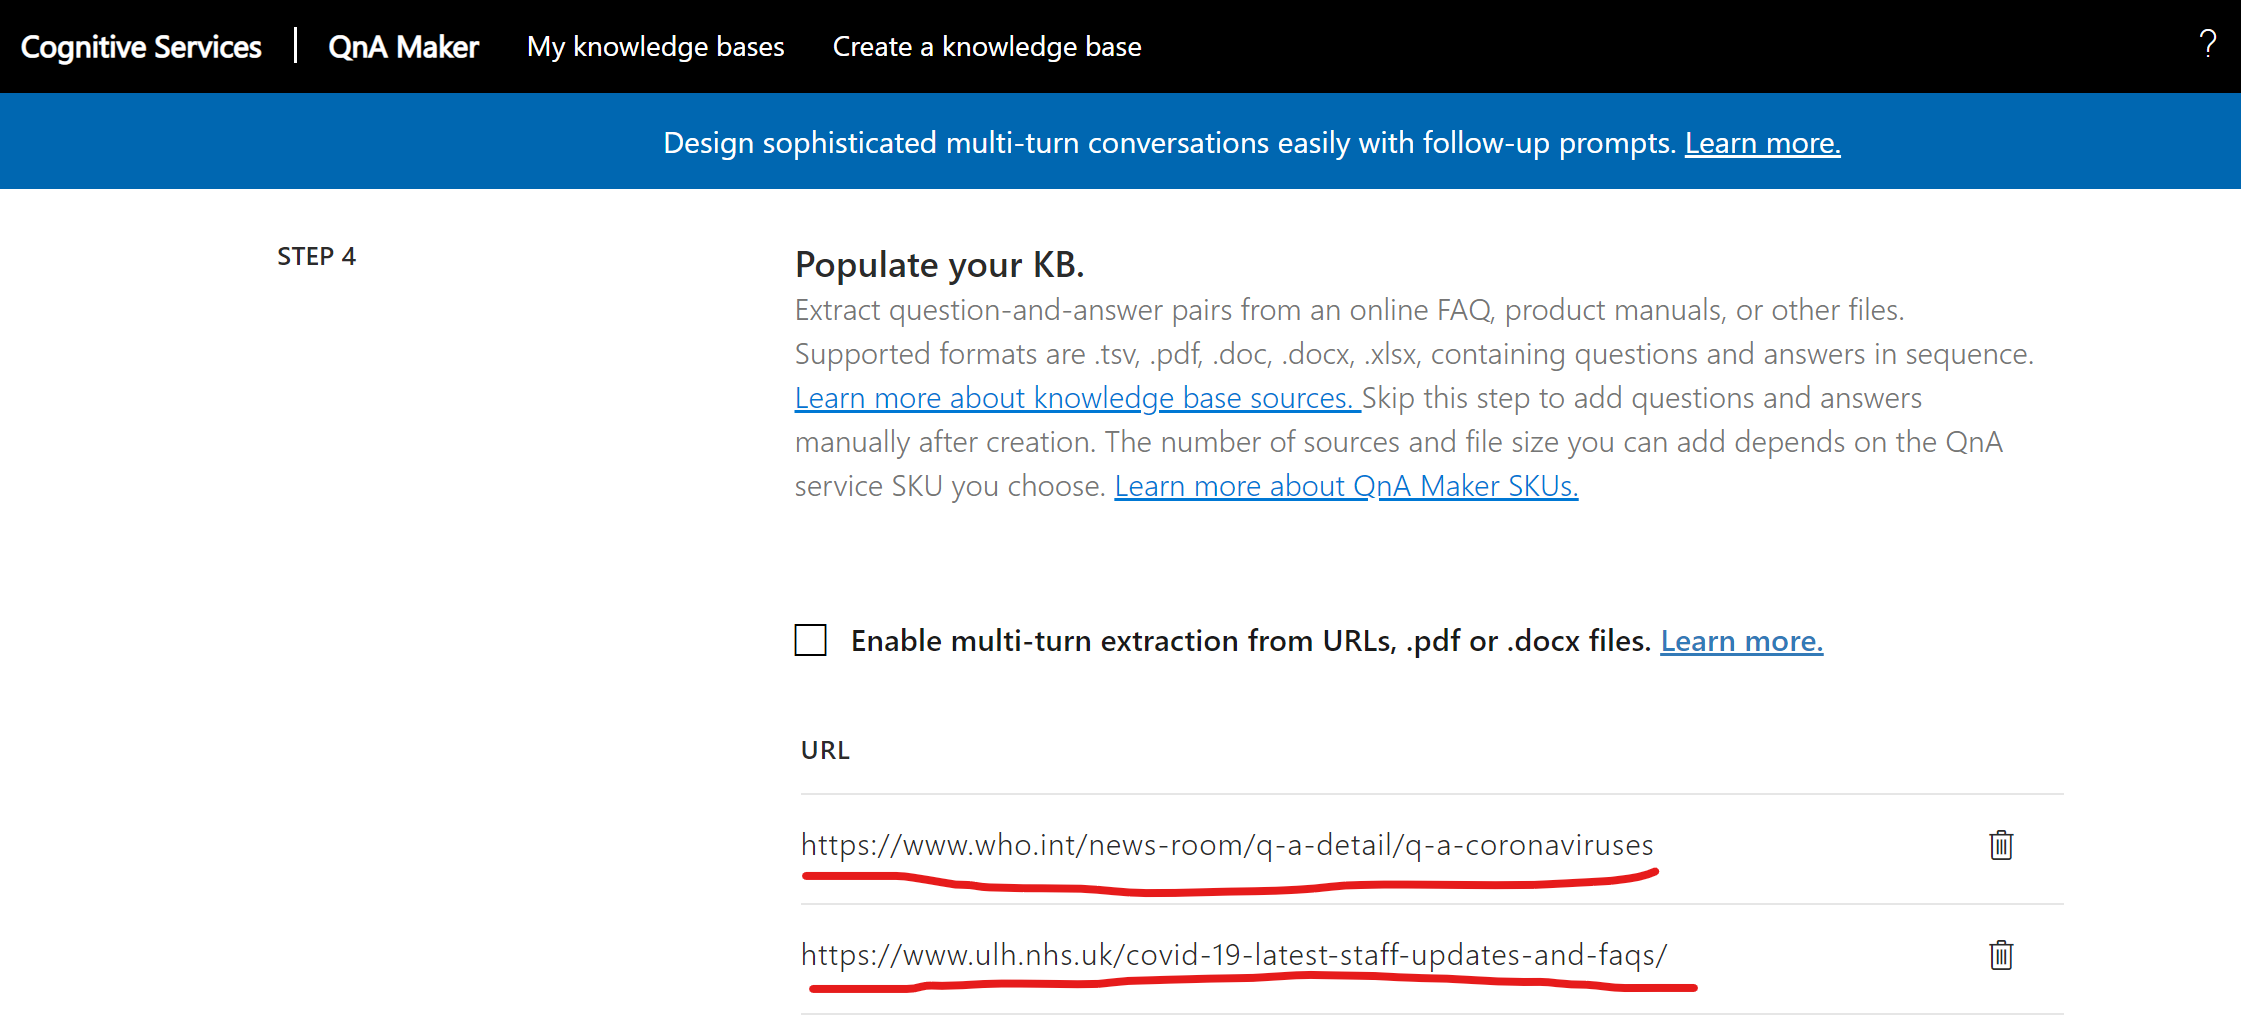 Cognitive Services | QnA Maker My knowledge bases Create a knowledge base ?
Design sophisticated multi-turn conversations easily with follow-up prompts. Learn more.
STEP 4
Populate your KB.
Extract question-and-answer pairs from an online FAQ, product manuals, or other files.
Supported formats are .tsv, .pdf, .doc, .docx, .xlsx, containing questions and answers in sequence.
Learn more about knowledge base sources. Skip this step to add questions and answers
manually after creation. The number of sources and file size you can add depends on the QnA
service SKU you choose. Learn more about QnA Maker SKUs.
Enable multi-turn extraction from URLs, .pdf or .docx files. Learn more.
URL
https://www.who.int/news-room/q-a-detail/q-a-coronaviruses
https://www.ulh.nhs.uk/covid-19-latest-staff-updates-and-faqs/